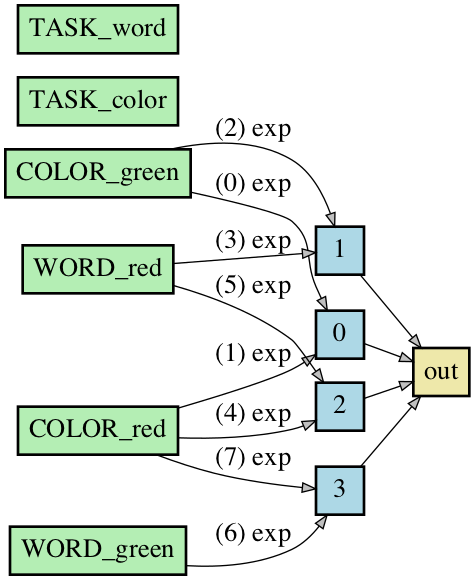 TASK_word
TASK_color
(2) exp
COLOR_green
(0) exp
(3) exp
1
WORD_red
(5) exp
0
out
(1) exp
2
(4) exp
COLOR_red
(7) exp
3
(6) exp
WORD_green